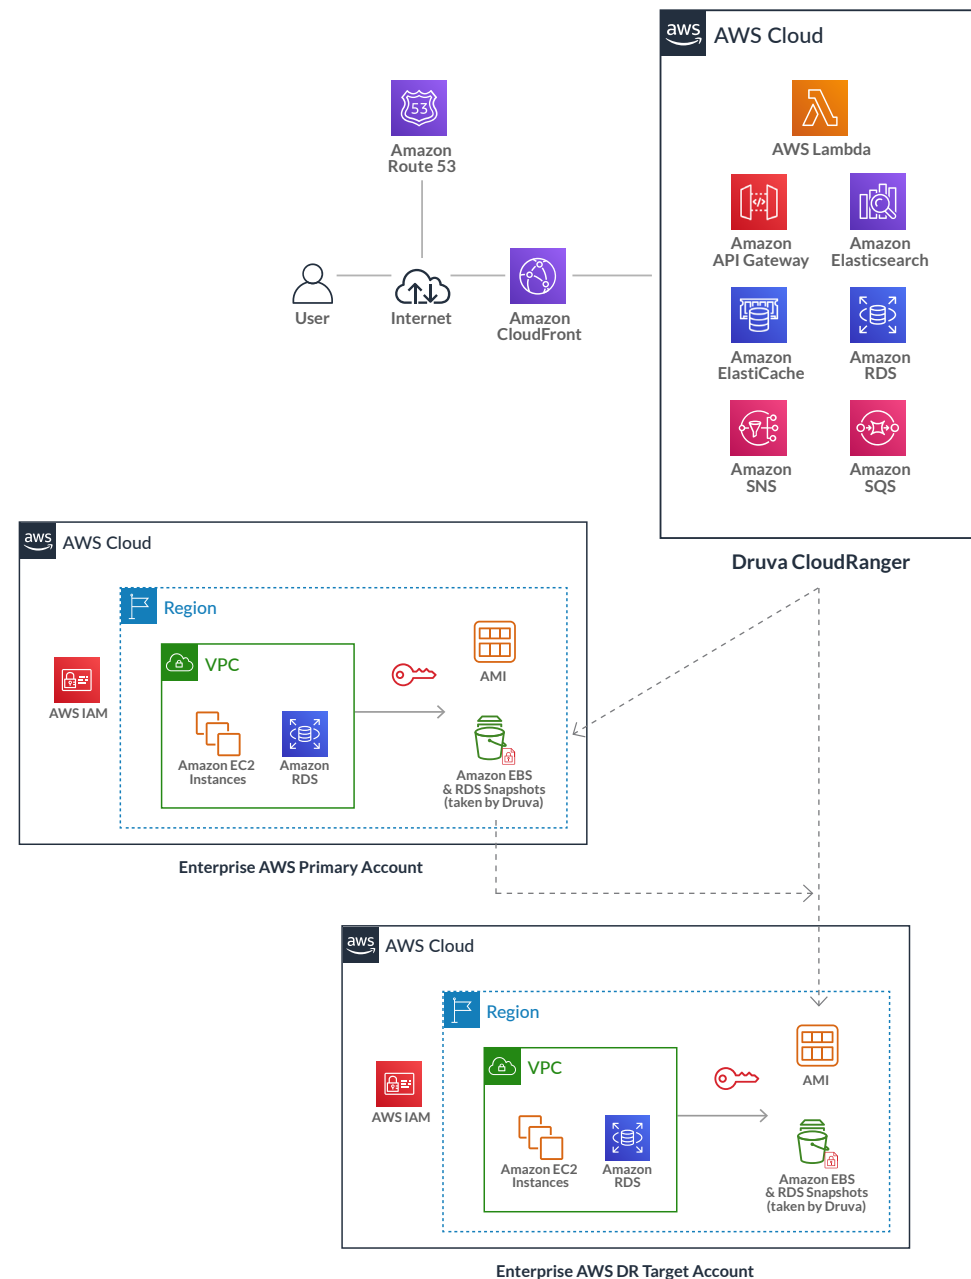 aws
AWS Cloud
53
AWS Lambda
Amazon
Route 53
Amazon
API Gateway
Amazon
Elasticsearch
User
Internet
Amazon
CloudFront
Amazon
ElastiCache
Amazon
RDS
Amazon
SNS
Amazon
SQS
Druva CloudRanger
aws
AWS Cloud
Region
VPC
AMI
AWS IAM
Amazon EC2
Instances
Amazon
RDS
Amazon EBS
& RDS Snapshots
(taken by Druva)
Enterprise AWS Primary Account
aws
AWS Cloud
Region
VPC
AMI
AWS IAM
Amazon EC2
Instances
Amazon
RDS
Amazon EBS
& RDS Snapshots
(taken by Druva)
Enterprise AWS DR Target Account